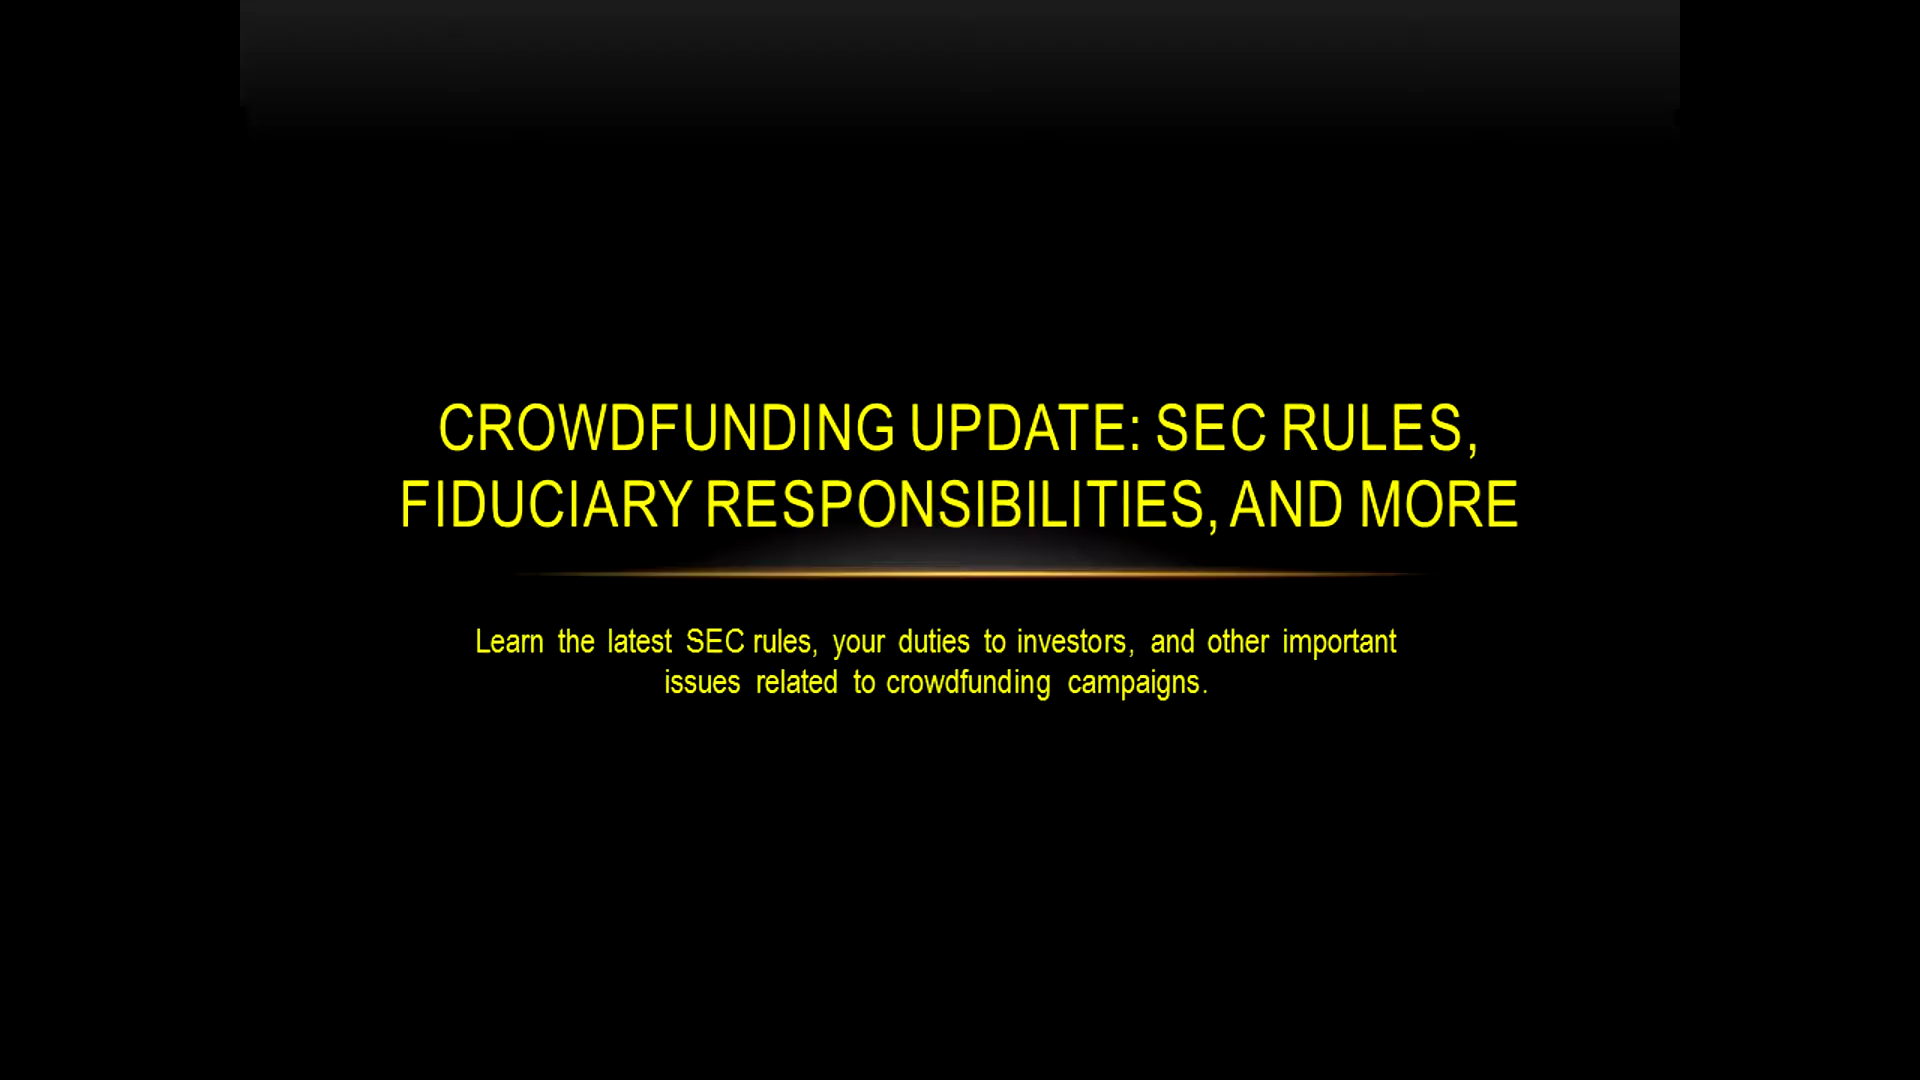 CROWDFUNDING UPDATE: SEC RULES,
FIDUCIARY RESPONSIBILITIES, AND MORE
Learn the latest SEC rules, your duties to investors, and other important
issues related to crowdfunding campaigns.